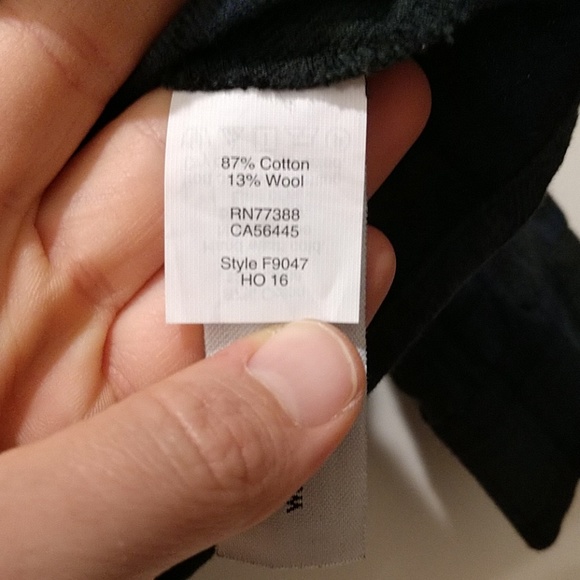 87% Cotton
13% Wool
RN77388
CA56445
Style F9047
HO 16